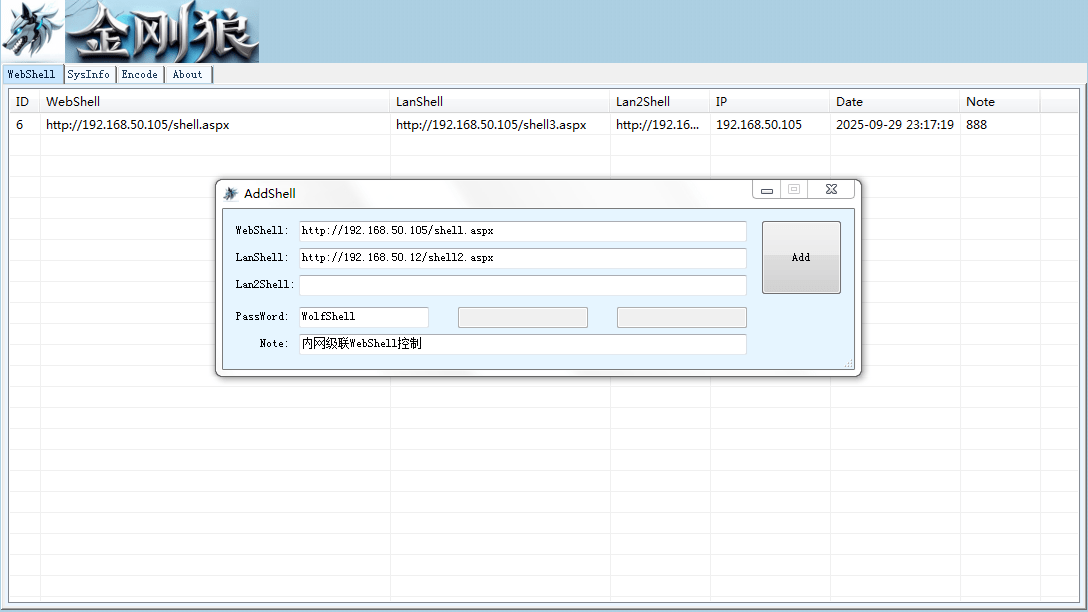 金刚狼
WebShell SysInfo Encode About
ID WebShell LanShell Lan2Shell IP Date Note
6 http://192.168.50.105/shell.aspx http://192.168.50.105/shell3.aspx http://192.16... 192.168.50.105 2025-09-29 23:17:19 888
AddShell
WebShell: http://192.168.50.105/shell.aspx
LanShell: http://192.168.50.12/shell2.aspx
Add
Lan2Shell:
PassWord: WolfShell
Note: 内网级联WebShell控制